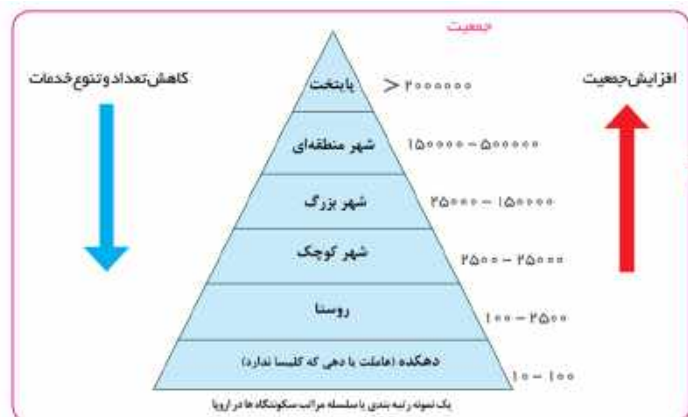 جمعیت
کاهش تعداد و تنوع خدمات
افزایش جمعیت
پایتخت
> ۲۰۰۰۰۰۰
شهر منطقه‌ای
۱۵۰۰۰۰ – ۵۰۰۰۰۰
شهر بزرگ
۲۵۰۰۰ – ۱۵۰۰۰۰
شهر کوچک
۲۵۰۰ – ۲۵۰۰۰
روستا
۱۰۰ – ۲۵۰۰
دهکده (هاملت یا دهی که کلیسا ندارد)
۱۰ – ۱۰۰
یک نمونه رتبه بندی یا سلسله مراتب سکونتگاه ها در اروپا